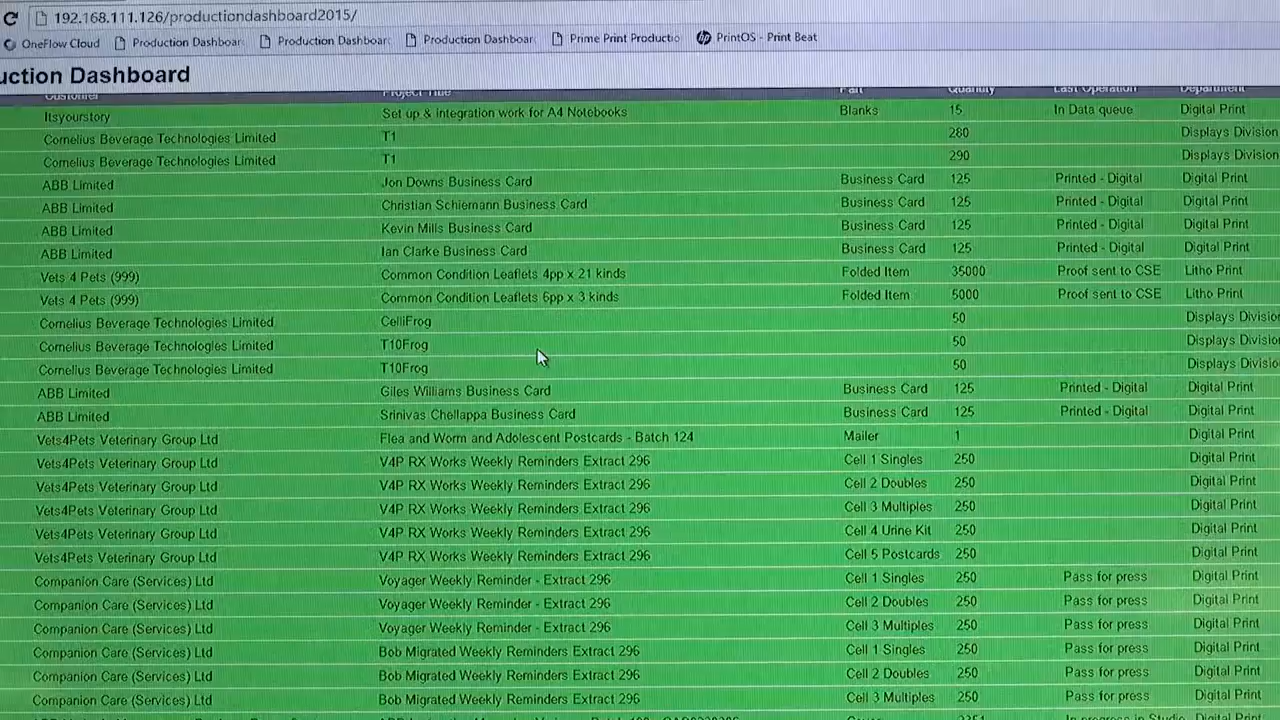 192.168.111.126/productiondashboard2015/
OneFlow Cloud Production Dashboar Production Dashboar Production Dashboar Prime Print Productio hp PrintOS - Print Beat
uction Dashboard
Customer Project Title Part Quantity Last Operation Department
Itsyourstory Set up & integration work for A4 Notebooks Blanks 15 In Data queue Digital Print
Cornelius Beverage Technologies Limited T1 280 Displays Division
Cornelius Beverage Technologies Limited T1 290 Displays Division
ABB Limited Jon Downs Business Card Business Card 125 Printed - Digital Digital Print
ABB Limited Christian Schiemann Business Card Business Card 125 Printed - Digital Digital Print
ABB Limited Kevin Mills Business Card Business Card 125 Printed - Digital Digital Print
ABB Limited Ian Clarke Business Card Business Card 125 Printed - Digital Digital Print
Vets 4 Pets (999) Common Condition Leaflets 4pp x 21 kinds Folded Item 35000 Proof sent to CSE Litho Print
Vets 4 Pets (999) Common Condition Leaflets 6pp x 3 kinds Folded Item 5000 Proof sent to CSE Litho Print
Cornelius Beverage Technologies Limited CelliFrog 50 Displays Divisio
Cornelius Beverage Technologies Limited T10Frog 50 Displays Division
Cornelius Beverage Technologies Limited T10Frog 50 Displays Division
ABB Limited Giles Williams Business Card Business Card 125 Printed - Digital Digital Print
ABB Limited Srinivas Chellappa Business Card Business Card 125 Printed - Digital Digital Print
Vets4Pets Veterinary Group Ltd Flea and Worm and Adolescent Postcards - Batch 124 Mailer 1 Digital Print
Vets4Pets Veterinary Group Ltd V4P RX Works Weekly Reminders Extract 296 Cell 1 Singles 250 Digital Print
Vets4Pets Veterinary Group Ltd V4P RX Works Weekly Reminders Extract 296 Cell 2 Doubles 250 Digital Print
Vets4Pets Veterinary Group Ltd V4P RX Works Weekly Reminders Extract 296 Cell 3 Multiples 250 Digital Print
Vets4Pets Veterinary Group Ltd V4P RX Works Weekly Reminders Extract 296 Cell 4 Urine Kit 250 Digital Print
Vets4Pets Veterinary Group Ltd V4P RX Works Weekly Reminders Extract 296 Cell 5 Postcards 250 Digital Print
Companion Care (Services) Ltd Voyager Weekly Reminder - Extract 296 Cell 1 Singles 250 Pass for press Digital Print
Companion Care (Services) Ltd Voyager Weekly Reminder - Extract 296 Cell 2 Doubles 250 Pass for press Digital Print
Companion Care (Services) Ltd Voyager Weekly Reminder - Extract 296 Cell 3 Multiples 250 Pass for press Digital Print
Companion Care (Services) Ltd Bob Migrated Weekly Reminders Extract 296 Cell 1 Singles 250 Pass for press Digital Print
Companion Care (Services) Ltd Bob Migrated Weekly Reminders Extract 296 Cell 2 Doubles 250 Pass for press Digital Print
Companion Care (Services) Ltd Bob Migrated Weekly Reminders Extract 296 Cell 3 Multiples 250 Pass for press Digital Print
In progress in Studio